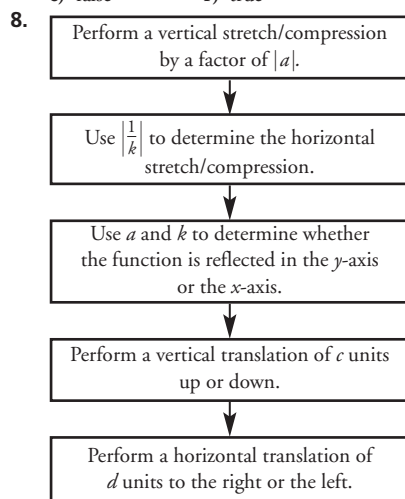 8.
Perform a vertical stretch/compression
by a factor of |a|.
Use |1/k| to determine the horizontal
stretch/compression.
Use a and k to determine whether
the function is reflected in the y-axis
or the x-axis.
Perform a vertical translation of c units
up or down.
Perform a horizontal translation of
d units to the right or the left.